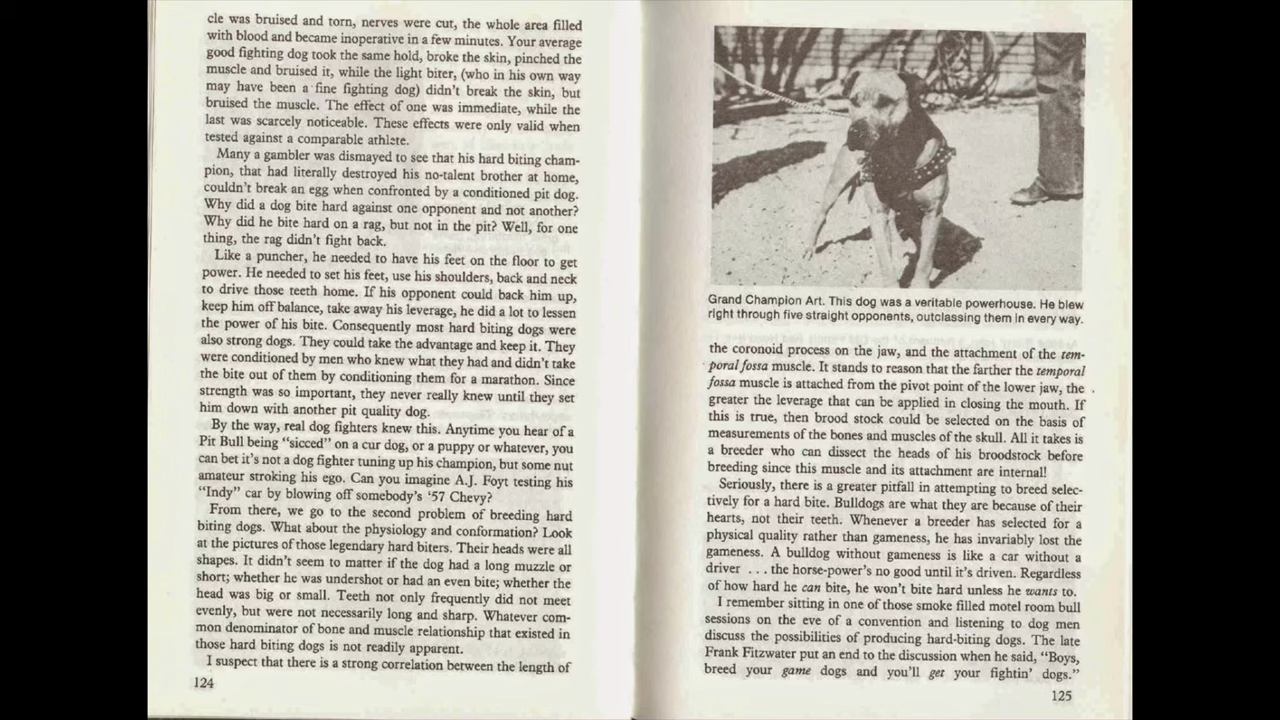 cle was bruised and torn, nerves were cut, the whole area filled
with blood and became inoperative in a few minutes. Your average
good fighting dog took the same hold, broke the skin, pinched the
muscle and bruised it, while the light biter, (who in his own way
may have been a fine fighting dog) didn't break the skin, but
bruised the muscle. The effect of one was immediate, while the
last was scarcely noticeable. These effects were only valid when
tested against a comparable athlete.
Many a gambler was dismayed to see that his hard biting cham-
pion, that had literally destroyed his no-talent brother at home,
couldn't break an egg when confronted by a conditioned pit dog.
Why did a dog bite hard against one opponent and not another?
Why did he bite hard on a rag, but not in the pit? Well, for one
thing, the rag didn't fight back.
Like a puncher, he needed to have his feet on the floor to get
power. He needed to set his feet, use his shoulders, back and neck
to drive those teeth home. If his opponent could back him up,
keep him off balance, take away his leverage, he did a lot to lessen
the power of his bite. Consequently most hard biting dogs were
also strong dogs. They could take the advantage and keep it. They
were conditioned by men who knew what they had and didn't take
the bite out of them by conditioning them for a marathon. Since
strength was so important, they never really knew until they set
him down with another pit quality dog.
By the way, real dog fighters knew this. Anytime you hear of a
Pit Bull being "sicced" on a cur dog, or a puppy or whatever, you
can bet it's not a dog fighter tuning up his champion, but some nut
amateur stroking his ego. Can you imagine A.J. Foyt testing his
"Indy" car by blowing off somebody's '57 Chevy?
From there, we go to the second problem of breeding hard
biting dogs. What about the physiology and conformation? Look
at the pictures of those legendary hard biters. Their heads were all
shapes. It didn't seem to matter if the dog had a long muzzle or
short; whether he was undershot or had an even bite; whether the
head was big or small. Teeth not only frequently did not meet
evenly, but were not necessarily long and sharp. Whatever com-
mon denominator of bone and muscle relationship that existed in
those hard biting dogs is not readily apparent.
I suspect that there is a strong correlation between the length of
124
Grand Champion Art. This dog was a veritable powerhouse. He blew
right through five straight opponents, outclassing them in every way.
the coronoid process on the jaw, and the attachment of the tem-
poral fossa muscle. It stands to reason that the farther the temporal
fossa muscle is attached from the pivot point of the lower jaw, the
greater the leverage that can be applied in closing the mouth. If
this is true, then brood stock could be selected on the basis of
measurements of the bones and muscles of the skull. All it takes is
a breeder who can dissect the heads of his broodstock before
breeding since this muscle and its attachment are internal!
Seriously, there is a greater pitfall in attempting to breed selec-
tively for a hard bite. Bulldogs are what they are because of their
hearts, not their teeth. Whenever a breeder has selected for a
physical quality rather than gameness, he has invariably lost the
gameness. A bulldog without gameness is like a car without a
driver ... the horse-power's no good until it's driven. Regardless
of how hard he can bite, he won't bite hard unless he wants to.
I remember sitting in one of those smoke filled motel room bull
sessions on the eve of a convention and listening to dog men
discuss the possibilities of producing hard-biting dogs. The late
Frank Fitzwater put an end to the discussion when he said, "Boys,
breed your game dogs and you'll get your fightin' dogs."
125